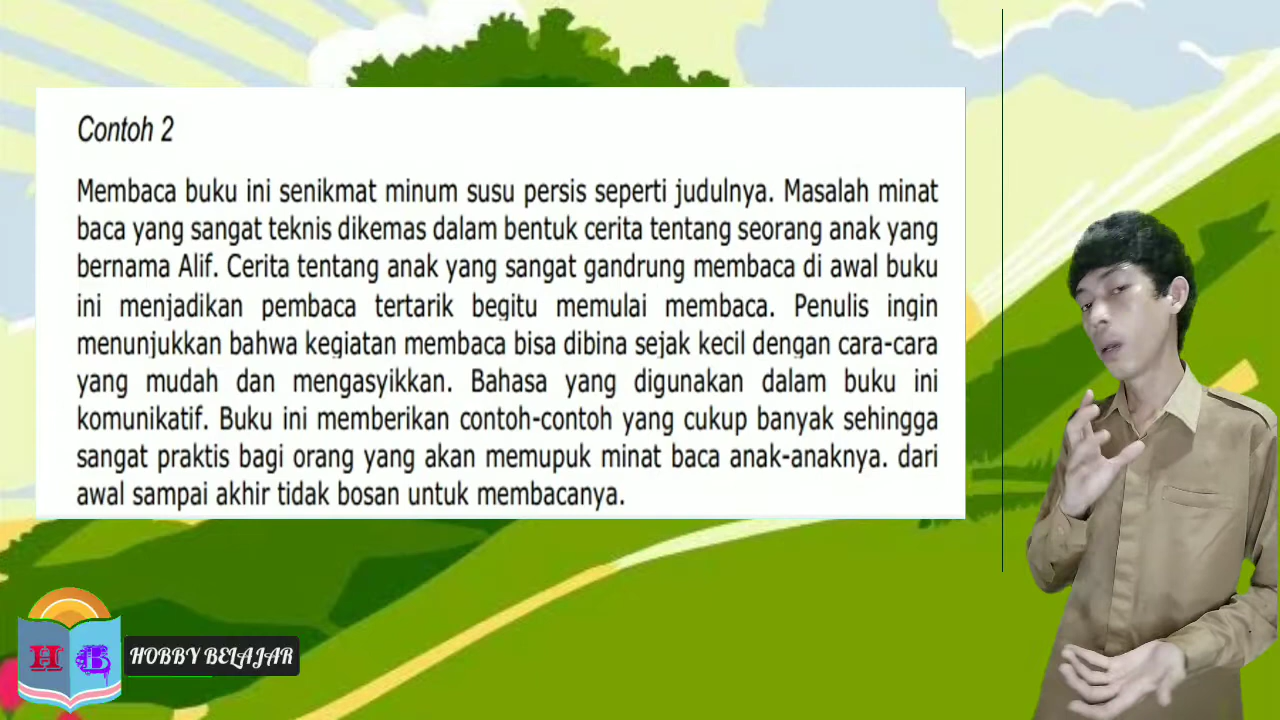 Contoh 2
Membaca buku ini senikmat minum susu persis seperti judulnya. Masalah minat
baca yang sangat teknis dikemas dalam bentuk cerita tentang seorang anak yang
bernama Alif. Cerita tentang anak yang sangat gandrung membaca di awal buku
ini menjadikan pembaca tertarik begitu memulai membaca. Penulis ingin
menunjukkan bahwa kegiatan membaca bisa dibina sejak kecil dengan cara-cara
yang mudah dan mengasyikkan. Bahasa yang digunakan dalam buku ini
komunikatif. Buku ini memberikan contoh-contoh yang cukup banyak sehingga
sangat praktis bagi orang yang akan memupuk minat baca anak-anaknya. dari
awal sampai akhir tidak bosan untuk membacanya.
H B
HOBBY BELAJAR